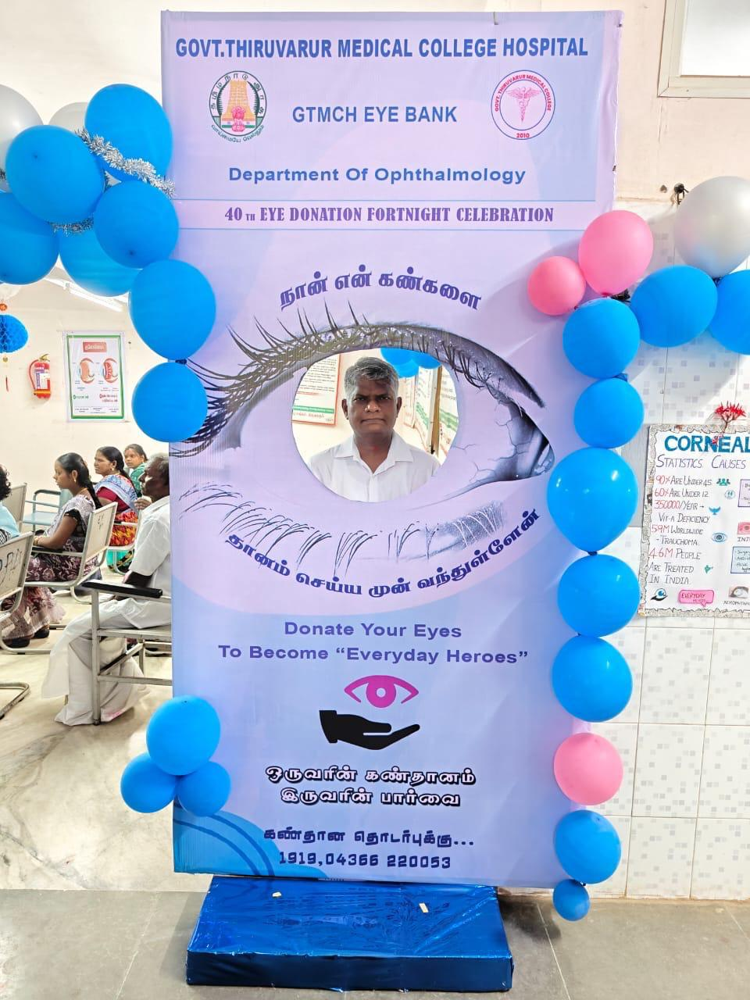 GOVT.THIRUVARUR MEDICAL COLLEGE HOSPITAL
தமிழ்நாடு அரசு
வாய்மையே வெல்லும்
GTMCH EYE BANK
GOVT. THIRUVARUR MEDICAL COLLEGE
2010
Department Of Ophthalmology
40 TH EYE DONATION FORTNIGHT CELEBRATION
நான் என் கண்களை
தானம் செய்ய முன் வந்துள்ளேன்
Donate Your Eyes
To Become “Everyday Heroes”
ஒருவரின் கண்தானம்
இருவரின் பார்வை
கண்தான தொடர்புக்கு...
1919,04366 220053
CORNEAL
STATISTICS CAUSES
90% ARE UNDER 45
60% ARE UNDER 12
350000/YEAR →
VIT-A DEFICIENCY
5.9M WORLDWIDE
- TRAUCHOMA.
4.6M PEOPLE
ARE TREATED
IN INDIA
EVERYDAY